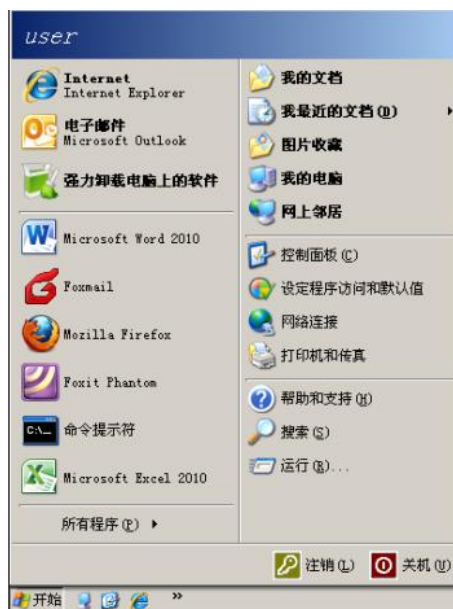 user
Internet
Internet Explorer
电子邮件
Microsoft Outlook
强力卸载电脑上的软件
Microsoft Word 2010
Foxmail
Mozilla Firefox
Foxit Phantom
C:\_
命令提示符
Microsoft Excel 2010
所有程序(P)
我的文档
我最近的文档(D)
图片收藏
我的电脑
网上邻居
控制面板(C)
设定程序访问和默认值
网络连接
打印机和传真
帮助和支持(H)
搜索(S)
运行(R)...
注销(L)
关机(U)
开始
»